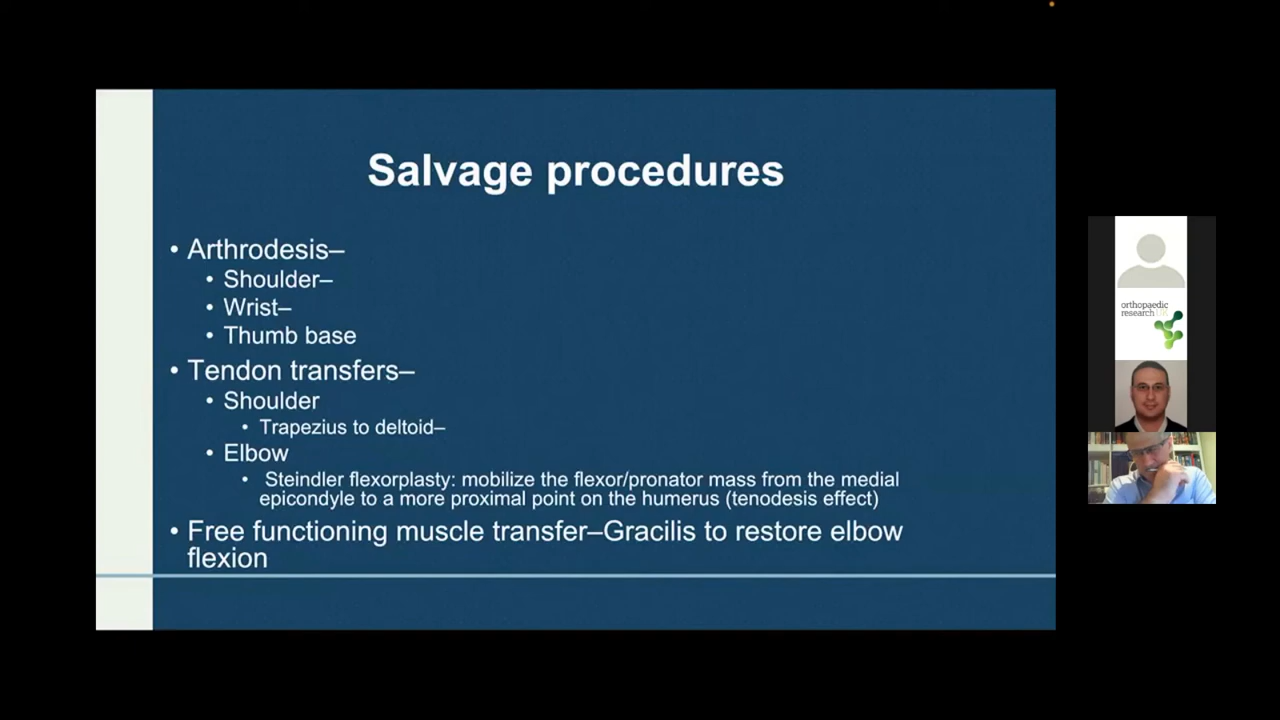 Salvage procedures
• Arthrodesis–
• Shoulder–
• Wrist–
• Thumb base
• Tendon transfers–
• Shoulder
• Trapezius to deltoid–
• Elbow
• Steindler flexorplasty: mobilize the flexor/pronator mass from the medial
epicondyle to a more proximal point on the humerus (tenodesis effect)
• Free functioning muscle transfer–Gracilis to restore elbow
flexion
orthopaedic
research UK